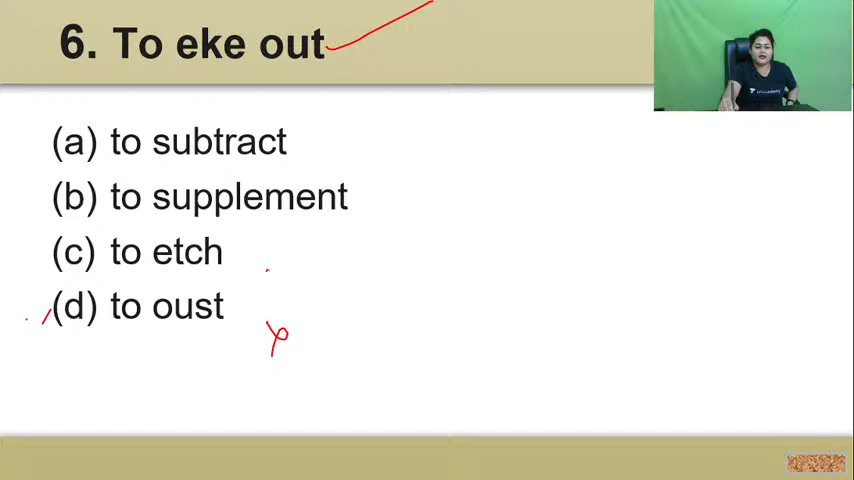 6. To eke out
(a) to subtract
(b) to supplement
(c) to etch
(d) to oust